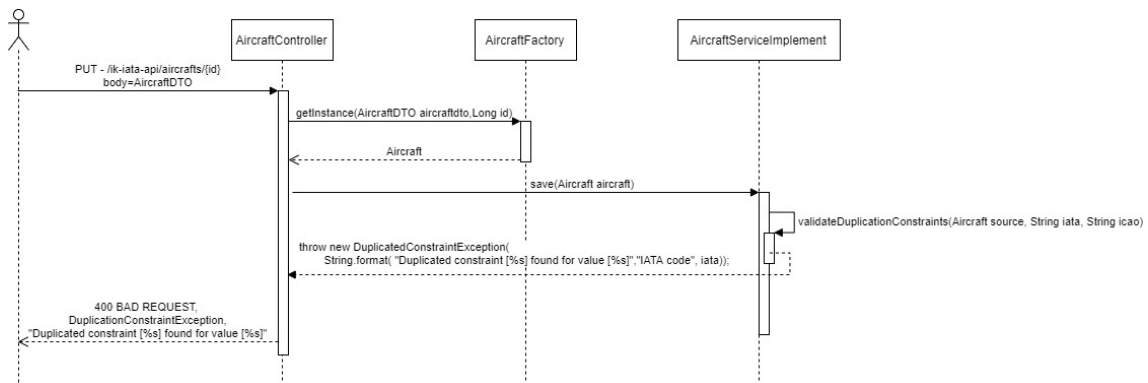 AircraftController
AircraftFactory
AircraftServiceImplement
PUT - /ik-iata-api/aircrafts/{id}
body=AircraftDTO
getInstance(AircraftDTO aircraftdto,Long id)
Aircraft
save(Aircraft aircraft)
validateDuplicationConstraints(Aircraft source, String iata, String icao)
throw new DuplicatedConstraintException(
String.format( "Duplicated constraint [%s] found for value [%s]","IATA code", iata));
400 BAD REQUEST,
DuplicationConstraintException,
"Duplicated constraint [%s] found for value [%s]"